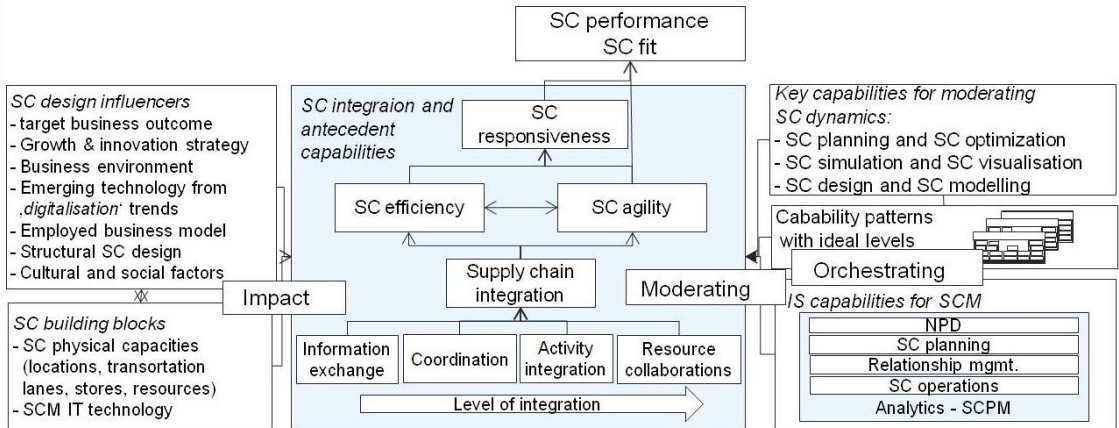 SC performance
SC fit
SC design influencers
- target business outcome
- Growth & innovation strategy
- Business environment
- Emerging technology from
‚digitalisation‘ trends
- Employed business model
- Structural SC design
- Cultural and social factors
SC building blocks
- SC physical capacities
(locations, transortation
lanes, stores, resources)
- SCM IT technology
Impact
SC integraion and
antecedent
capabilities
SC
responsiveness
SC efficiency
SC agility
Supply chain
integration
Information
exchange
Coordination
Activity
integration
Resource
collaborations
Level of integration
Moderating
Key capabilities for moderating
SC dynamics:
- SC planning and SC optimization
- SC simulation and SC visualisation
- SC design and SC modelling
Cabability patterns
with ideal levels
Orchestrating
IS capabilities for SCM
NPD
SC planning
Relationship mgmt.
SC operations
Analytics - SCPM